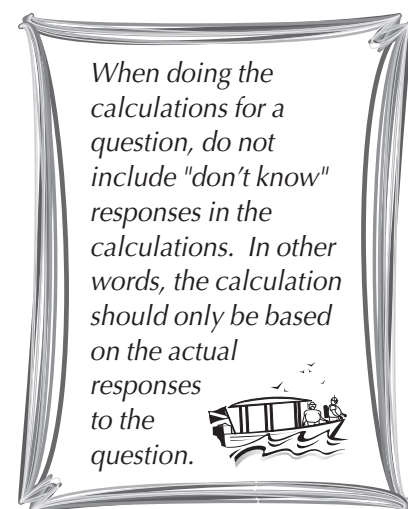 When doing the
calculations for a
question, do not
include "don’t know"
responses in the
calculations.  In other
words, the calculation
should only be based
on the actual
responses
to the
question.